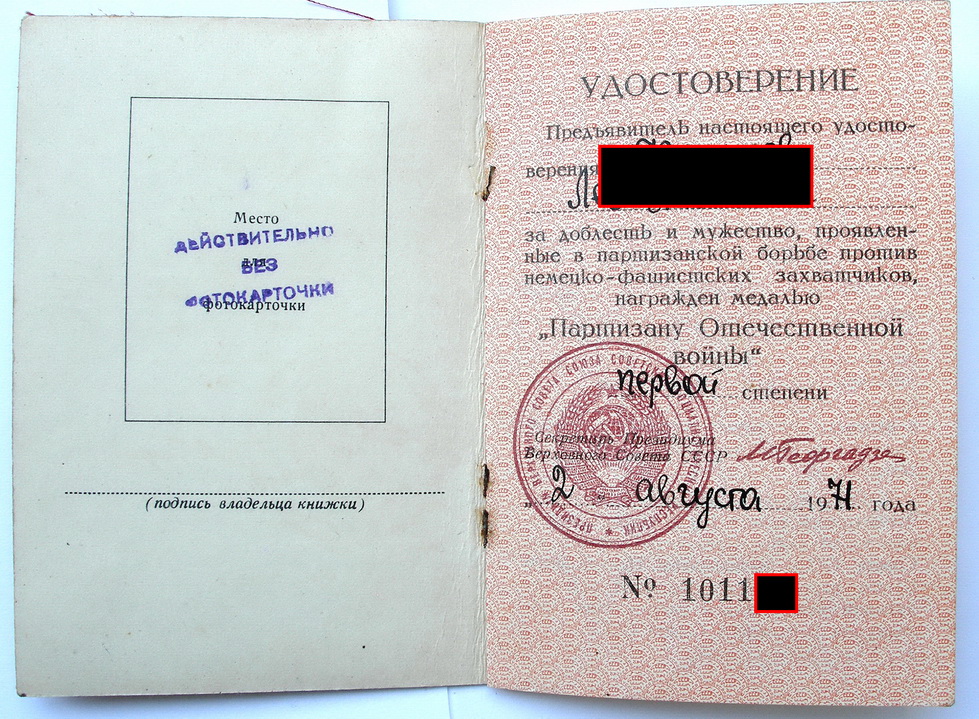 Место
ДЕЙСТВИТЕЛЬНО
для
БЕЗ
ФОТОКАРТОЧКИ
фотокарточки
(подпись владельца книжки)
УДОСТОВЕРЕНИЕ
Предъявитель настоящего удосто-
верения
за доблесть и мужество, проявлен-
ные в партизанской борьбе против
немецко-фашистских захватчиков,
награжден медалью
„Партизану Отечественной
войны“
первой степени
Секретарь Президиума
Верховного Совета СССР МГеоргадзе
„2 августа 1971 года
№ 1011